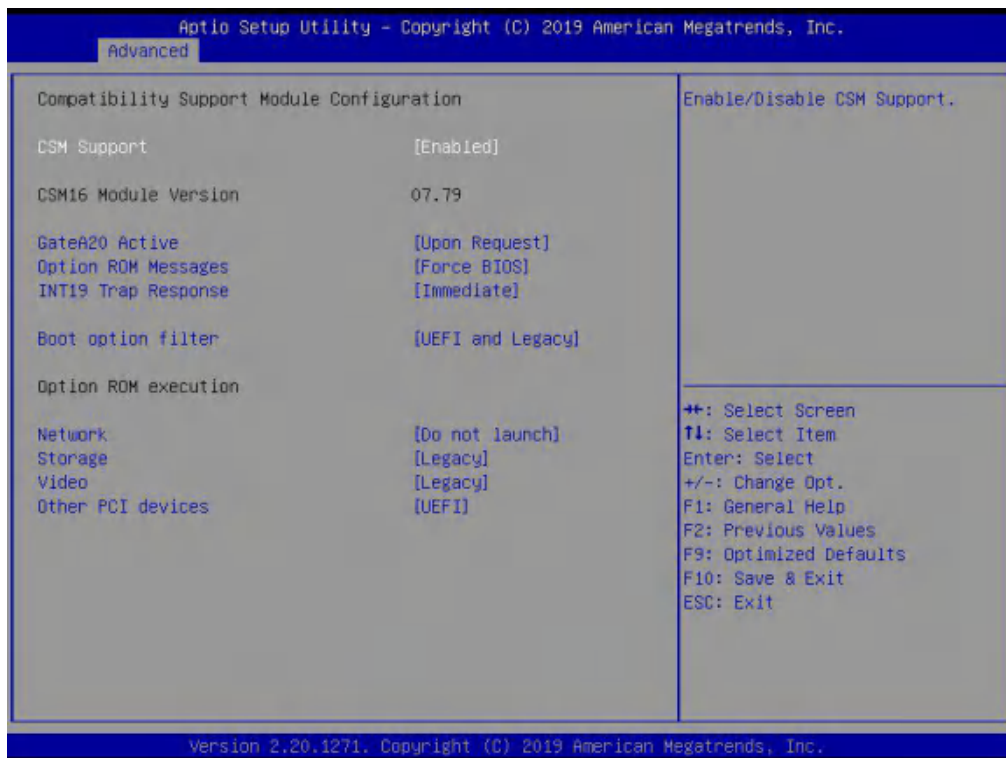 Aptio Setup Utility - Copyright (C) 2019 American Megatrends, Inc.
Advanced
Compatibility Support Module Configuration
CSM Support [Enabled]
CSM16 Module Version 07.79
GateA20 Active [Upon Request]
Option ROM Messages [Force BIOS]
INT19 Trap Response [Immediate]
Boot option filter [UEFI and Legacy]
Option ROM execution
Network [Do not launch]
Storage [Legacy]
Video [Legacy]
Other PCI devices [UEFI]
Enable/Disable CSM Support.
→←: Select Screen
↑↓: Select Item
Enter: Select
+/-: Change Opt.
F1: General Help
F2: Previous Values
F9: Optimized Defaults
F10: Save & Exit
ESC: Exit
Version 2.20.1271. Copyright (C) 2019 American Megatrends, Inc.